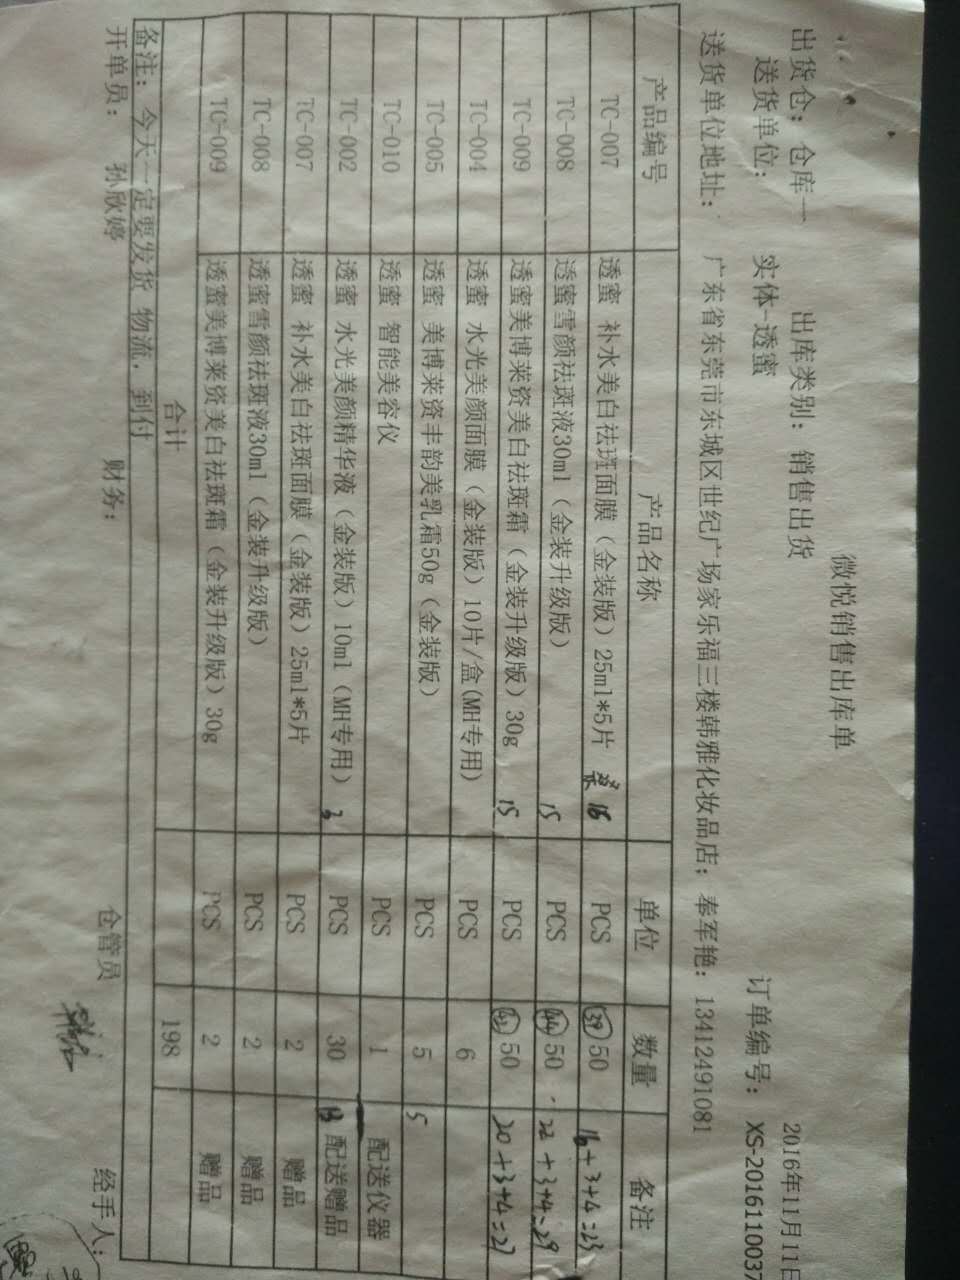 微悦销售出库单
出货仓：仓库一 出库类别：销售出货 2016年11月11日
送货单位：实体-透蜜 订单编号：XS-2016110037
送货单位地址：广东省东莞市东城区世纪广场家乐福三楼韩雅化妆品店；奉军艳：13412491081
产品编号 产品名称 单位 数量 备注
TC-007 透蜜 补水美白祛斑面膜（金装版）25ml*5片 16 PCS 39 50 16+3+4=23
TC-008 透蜜雪颜祛斑液30ml（金装升级版） 15 PCS 44 50 22+3+4=29
TC-009 透蜜美博莱资美白祛斑霜（金装升级版）30g 15 PCS 50 20+3+4=27
TC-004 透蜜 水光美颜面膜（金装版）10片/盒(MH专用) PCS 6
TC-005 透蜜 美博莱资丰韵美乳霜50g（金装版） PCS 5 5
TC-010 透蜜 智能美容仪 PCS 1 配送仪器
TC-002 透蜜 水光美颜精华液（金装版）10ml（MH专用） PCS 30 配送赠品
TC-007 透蜜 补水美白祛斑面膜（金装版）25ml*5片 PCS 2 赠品
TC-008 透蜜雪颜祛斑液30ml（金装升级版） PCS 2 赠品
TC-009 透蜜美博莱资美白祛斑霜（金装升级版）30g PCS 2 赠品
合计 198
备注：今天一定要发货 物流，到付
开单员：孙欣婷 财务： 仓管员 经手人：